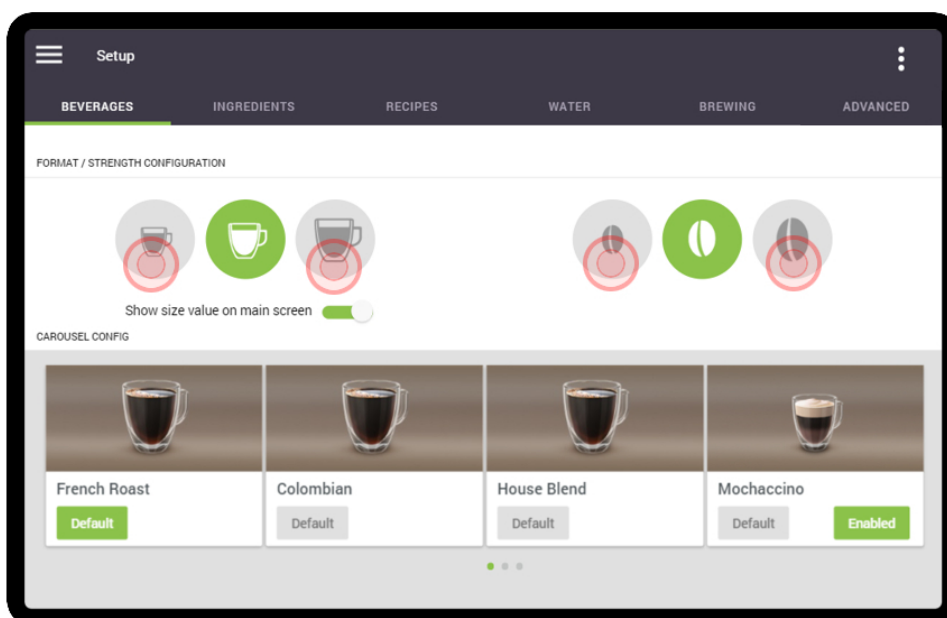 Setup
BEVERAGES INGREDIENTS RECIPES WATER BREWING ADVANCED
FORMAT / STRENGTH CONFIGURATION
Show size value on main screen
CAROUSEL CONFIG
French Roast Colombian House Blend Mochaccino
Default Default Default Default Enabled